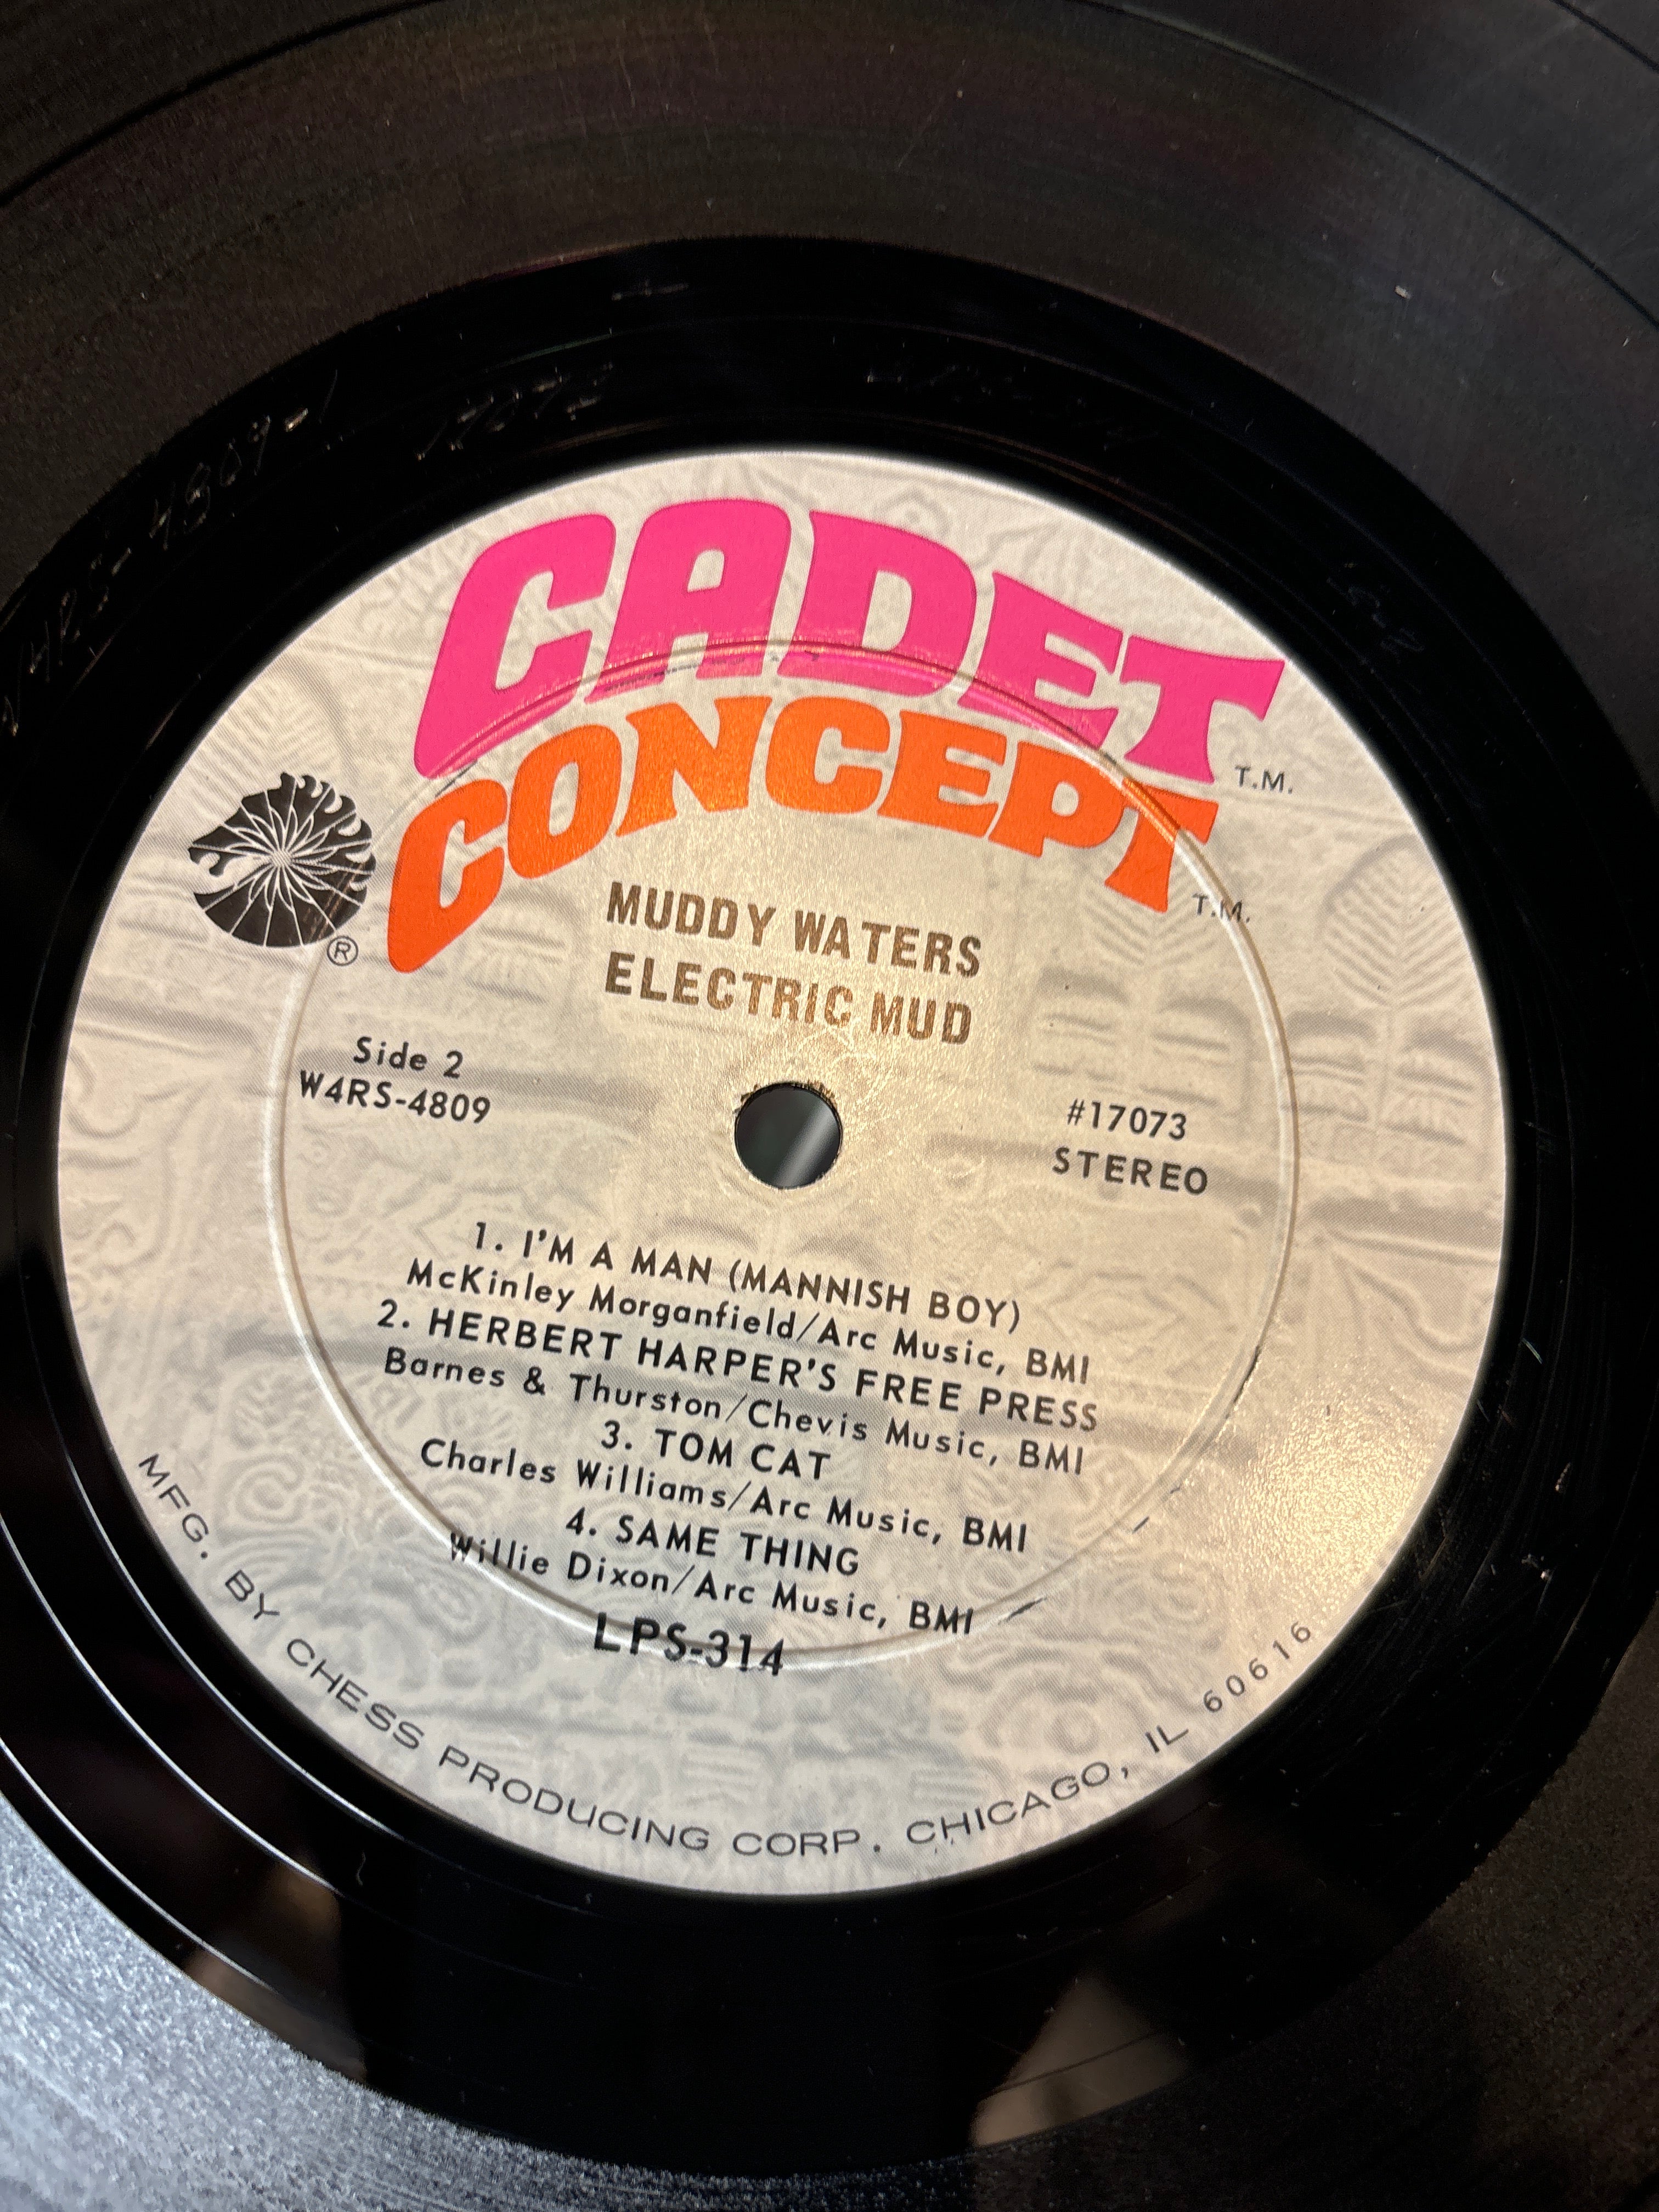 CADET
T.M.
CONCEPT
T.M.
®
MUDDY WATERS
ELECTRIC MUD
Side 2
W4RS-4809
#17073
STEREO
1. I'M A MAN (MANNISH BOY)
McKinley Morganfield/Arc Music, BMI
2. HERBERT HARPER'S FREE PRESS
Barnes & Thurston/Chevis Music, BMI
3. TOM CAT
Charles Williams/Arc Music, BMI
4. SAME THING
Willie Dixon/Arc Music, BMI
LPS-314
MFG. BY CHESS PRODUCING CORP. CHICAGO, IL 60616